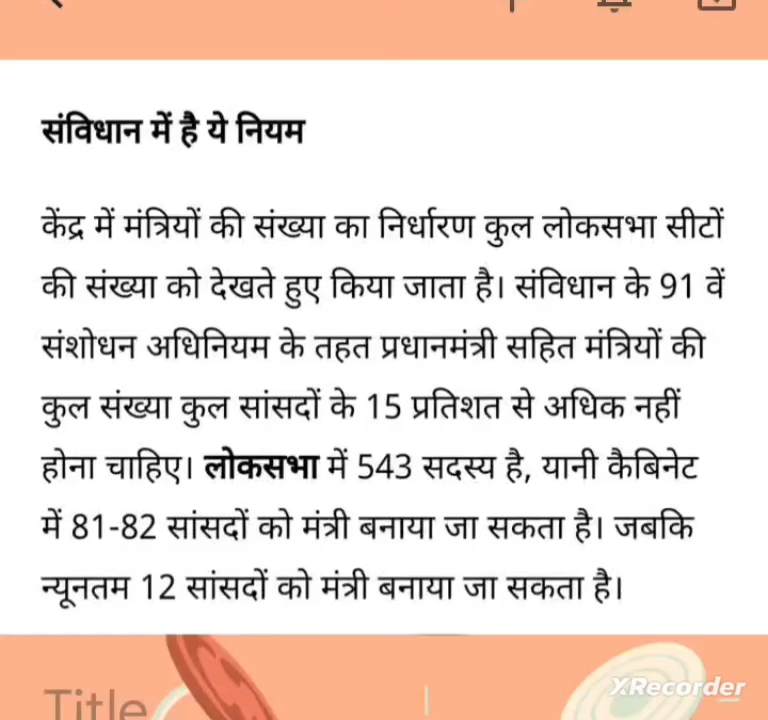 संविधान में है ये नियम
केंद्र में मंत्रियों की संख्या का निर्धारण कुल लोकसभा सीटों
की संख्या को देखते हुए किया जाता है। संविधान के 91 वें
संशोधन अधिनियम के तहत प्रधानमंत्री सहित मंत्रियों की
कुल संख्या कुल सांसदों के 15 प्रतिशत से अधिक नहीं
होना चाहिए। लोकसभा में 543 सदस्य है, यानी कैबिनेट
में 81-82 सांसदों को मंत्री बनाया जा सकता है। जबकि
न्यूनतम 12 सांसदों को मंत्री बनाया जा सकता है।
XRecorder
Title